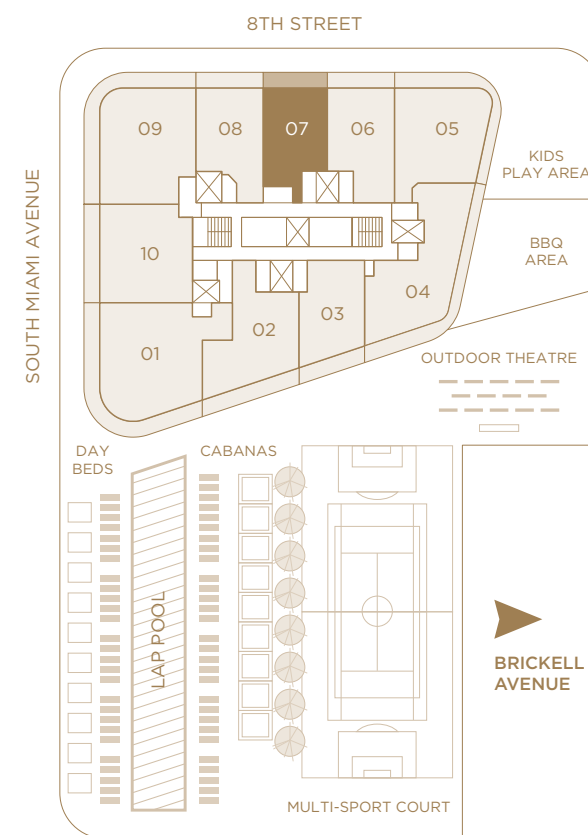 8TH STREET
09
08
07
06
05
KIDS
PLAY AREA
SOUTH MIAMI AVENUE
10
BBQ
AREA
04
03
02
01
OUTDOOR THEATRE
DAY
BEDS
CABANAS
LAP POOL
BRICKELL
AVENUE
MULTI-SPORT COURT